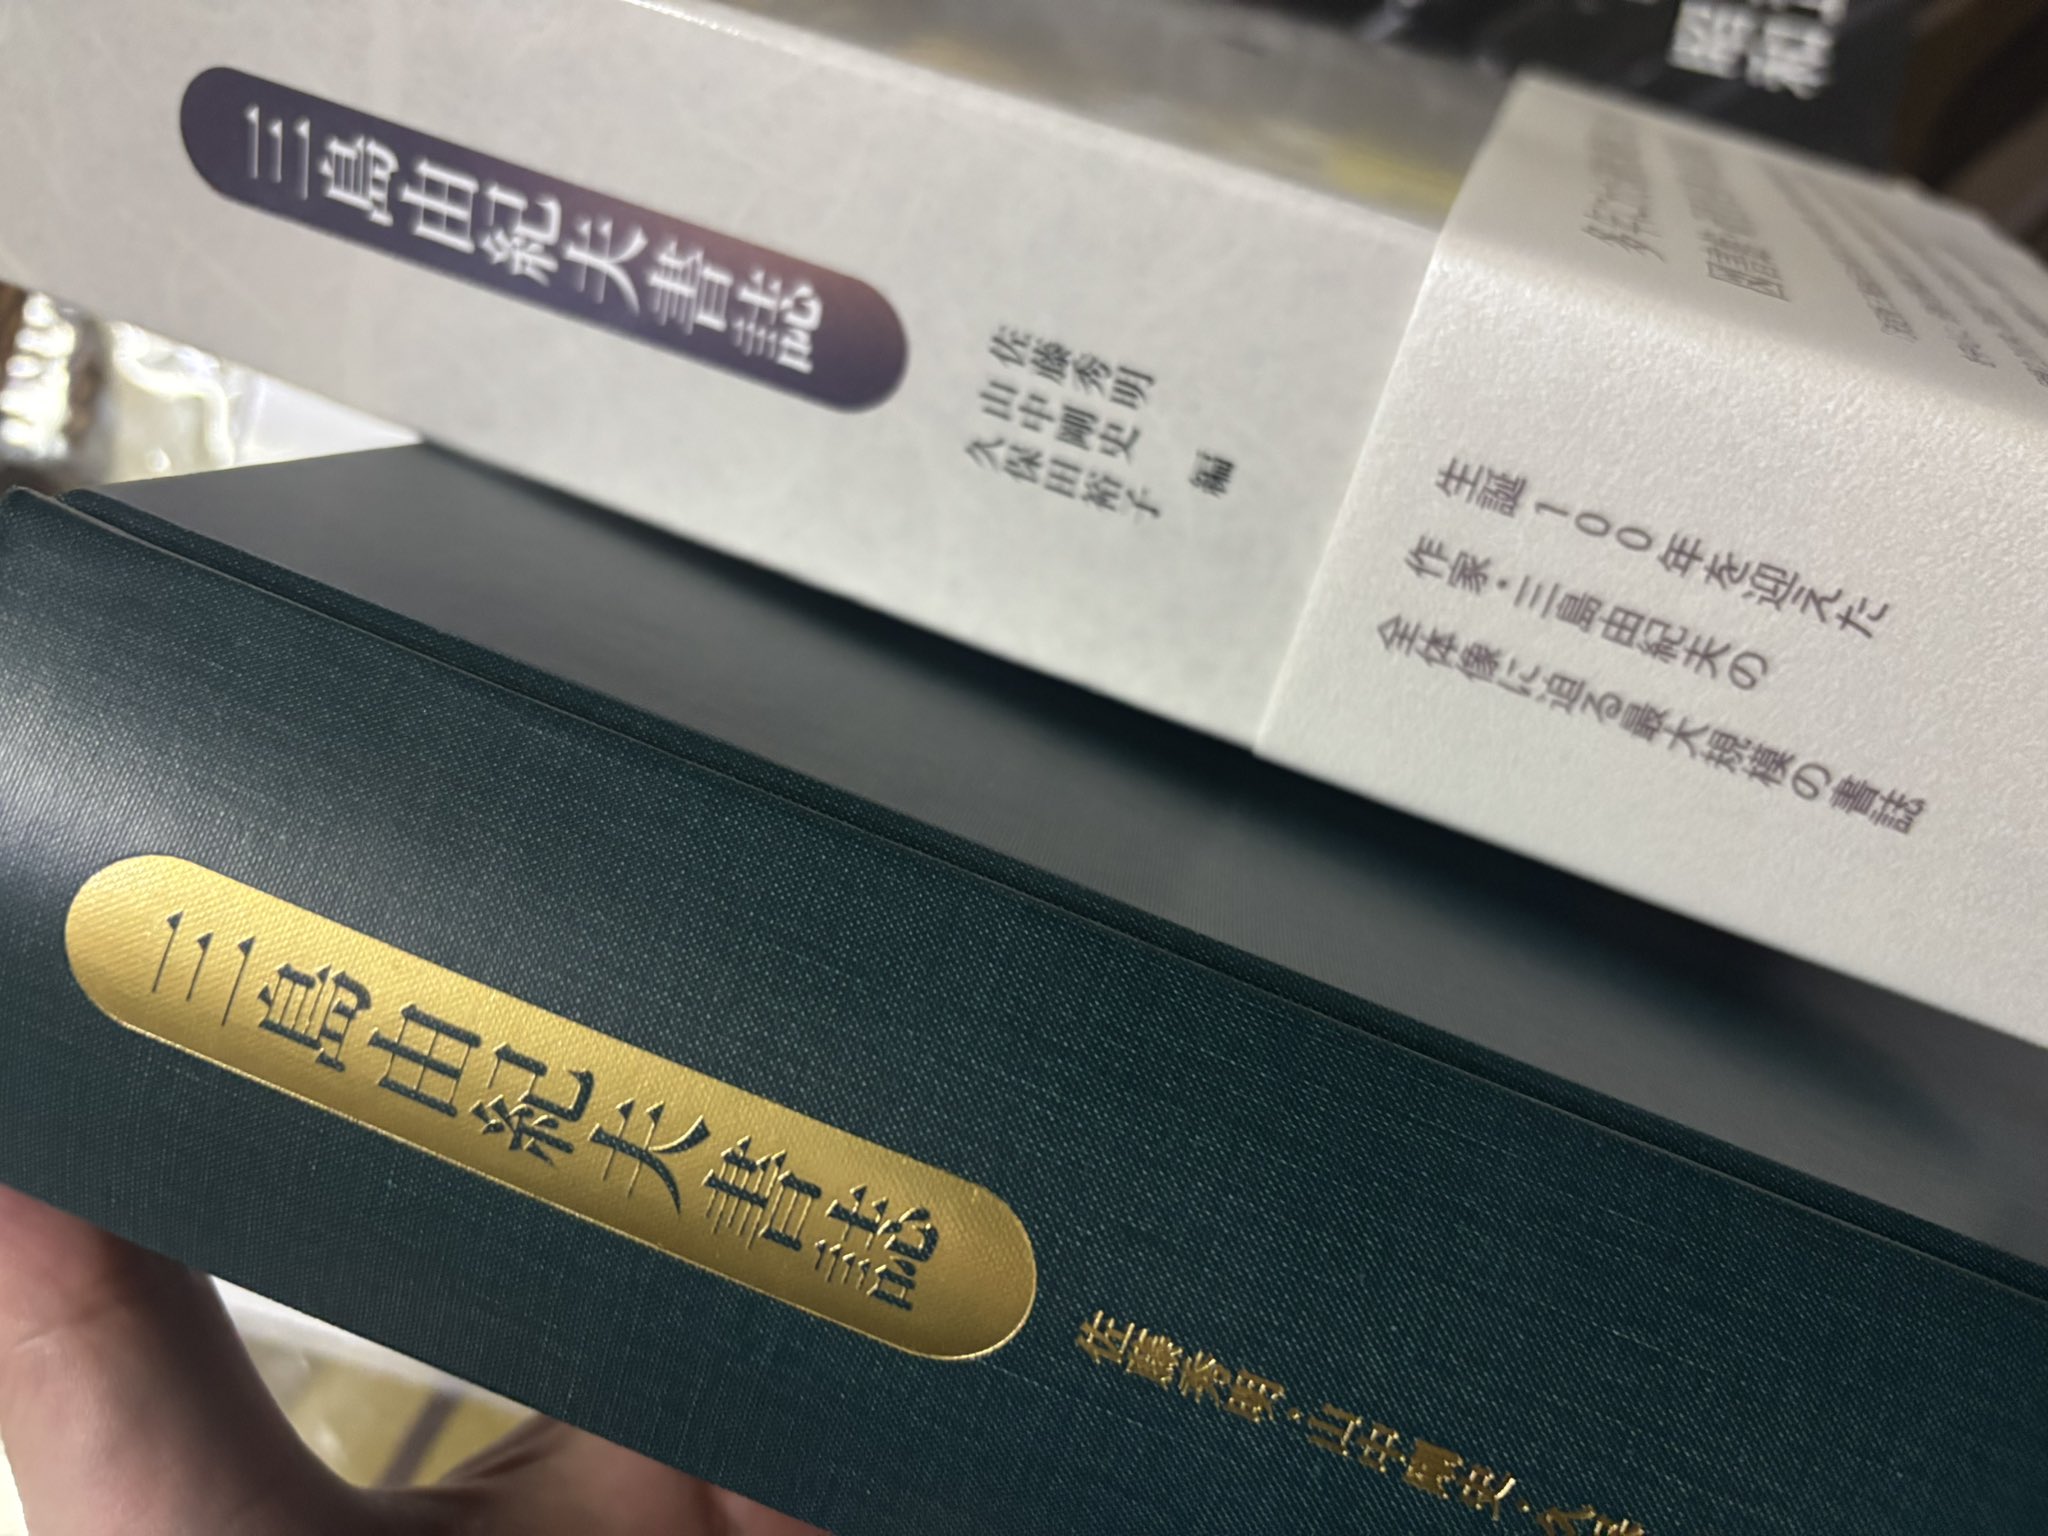 三島由紀夫書誌
佐藤秀明
山中剛史
久保田裕子
編
生誕100年を迎えた
作家・三島由紀夫の
全体像に迫る最大規模の書誌
三島由紀夫書誌
佐藤秀明・山中剛史・久